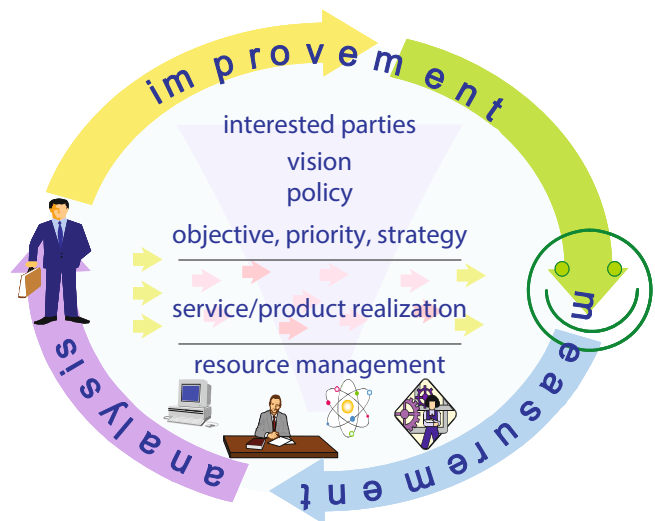 improvement
interested parties
vision
policy
objective, priority, strategy
service/product realization
resource management
measurement
analysis